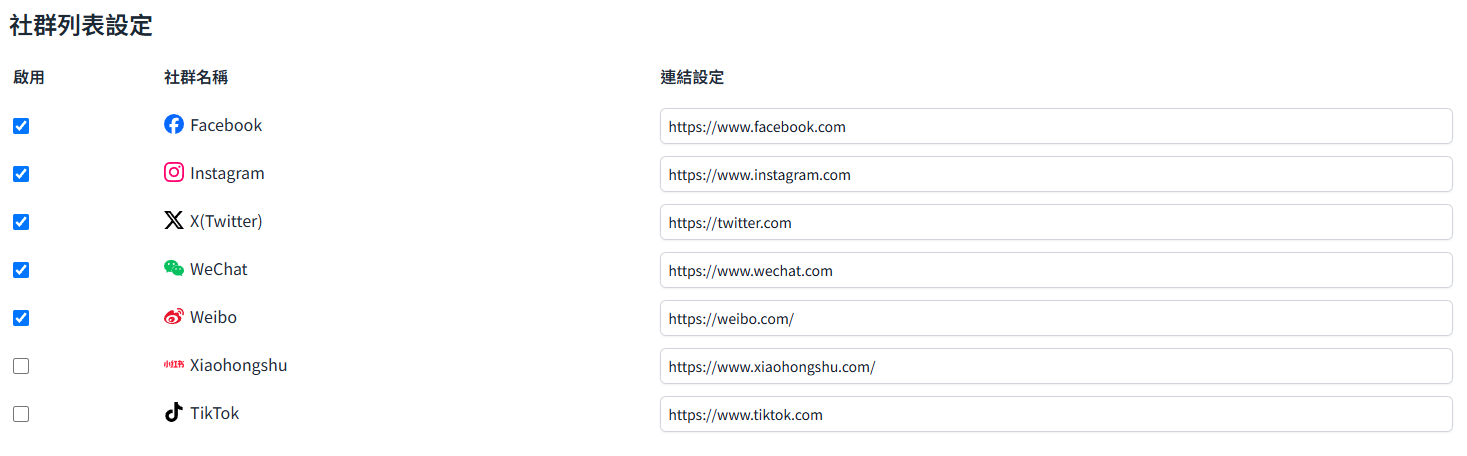 社群列表設定
啟用 社群名稱 連結設定
Facebook https://www.facebook.com
Instagram https://www.instagram.com
X(Twitter) https://twitter.com
WeChat https://www.wechat.com
Weibo https://weibo.com/
小红书 Xiaohongshu https://www.xiaohongshu.com/
TikTok https://www.tiktok.com